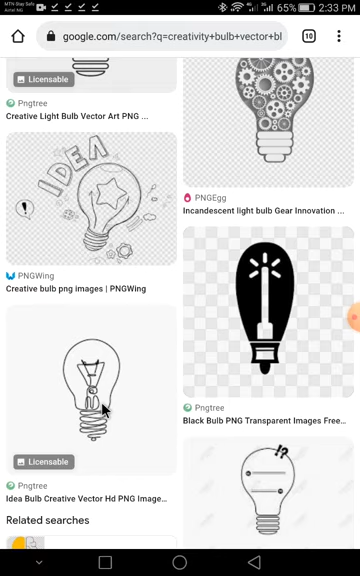 MTN-Stay Safe
Airtel NG
65%
2:33 PM
google.com/search?q=creativity+bulb+vector+bl
10
Licensable
Pngtree
Creative Light Bulb Vector Art PNG ...
PNGEgg
Incandescent light bulb Gear Innovation ...
IDEA
!
PNGWing
Creative bulb png images | PNGWing
Pngtree
Black Bulb PNG Transparent Images Free...
Licensable
Pngtree
Idea Bulb Creative Vector Hd PNG Image...
!?
Related searches